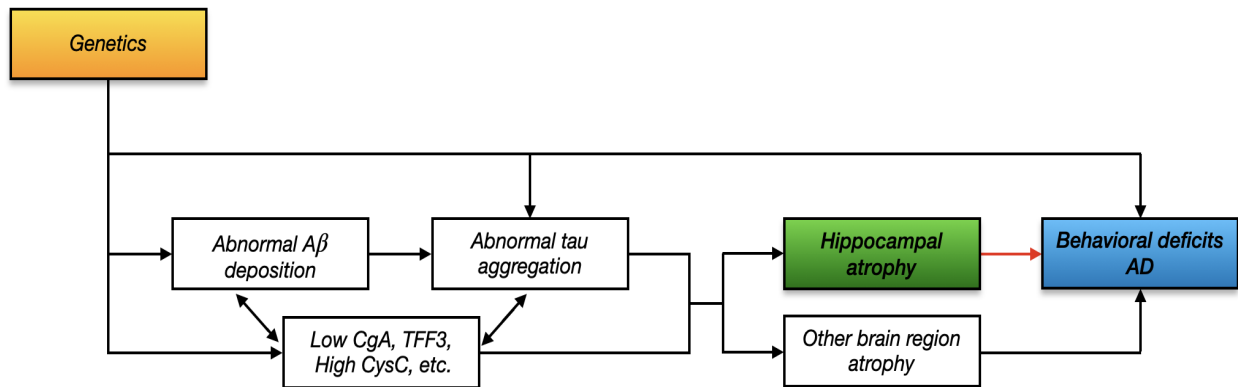 Genetics
Abnormal Aβ
deposition
Abnormal tau
aggregation
Hippocampal
atrophy
Behavioral deficits
AD
Low CgA, TFF3,
High CysC, etc.
Other brain region
atrophy